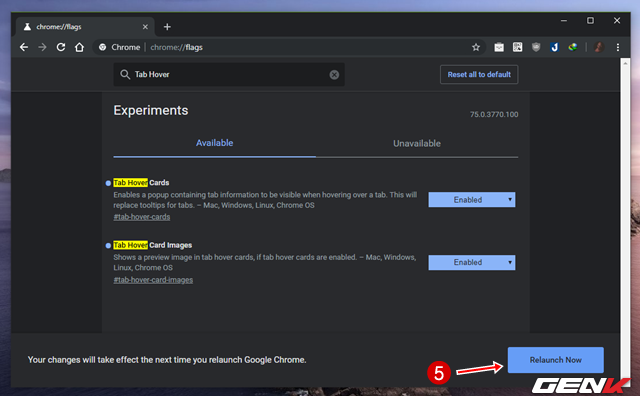 chrome://flags
Chrome | chrome://flags
Tab Hover
Reset all to default
Experiments
75.0.3770.100
Available
Unavailable
Tab Hover Cards
Enables a popup containing tab information to be visible when hovering over a tab. This will
replace tooltips for tabs. – Mac, Windows, Linux, Chrome OS
#tab-hover-cards
Enabled
Tab Hover Card Images
Shows a preview image in tab hover cards, if tab hover cards are enabled. – Mac, Windows,
Linux, Chrome OS
#tab-hover-card-images
Enabled
Your changes will take effect the next time you relaunch Google Chrome.
5
Relaunch Now
GENK